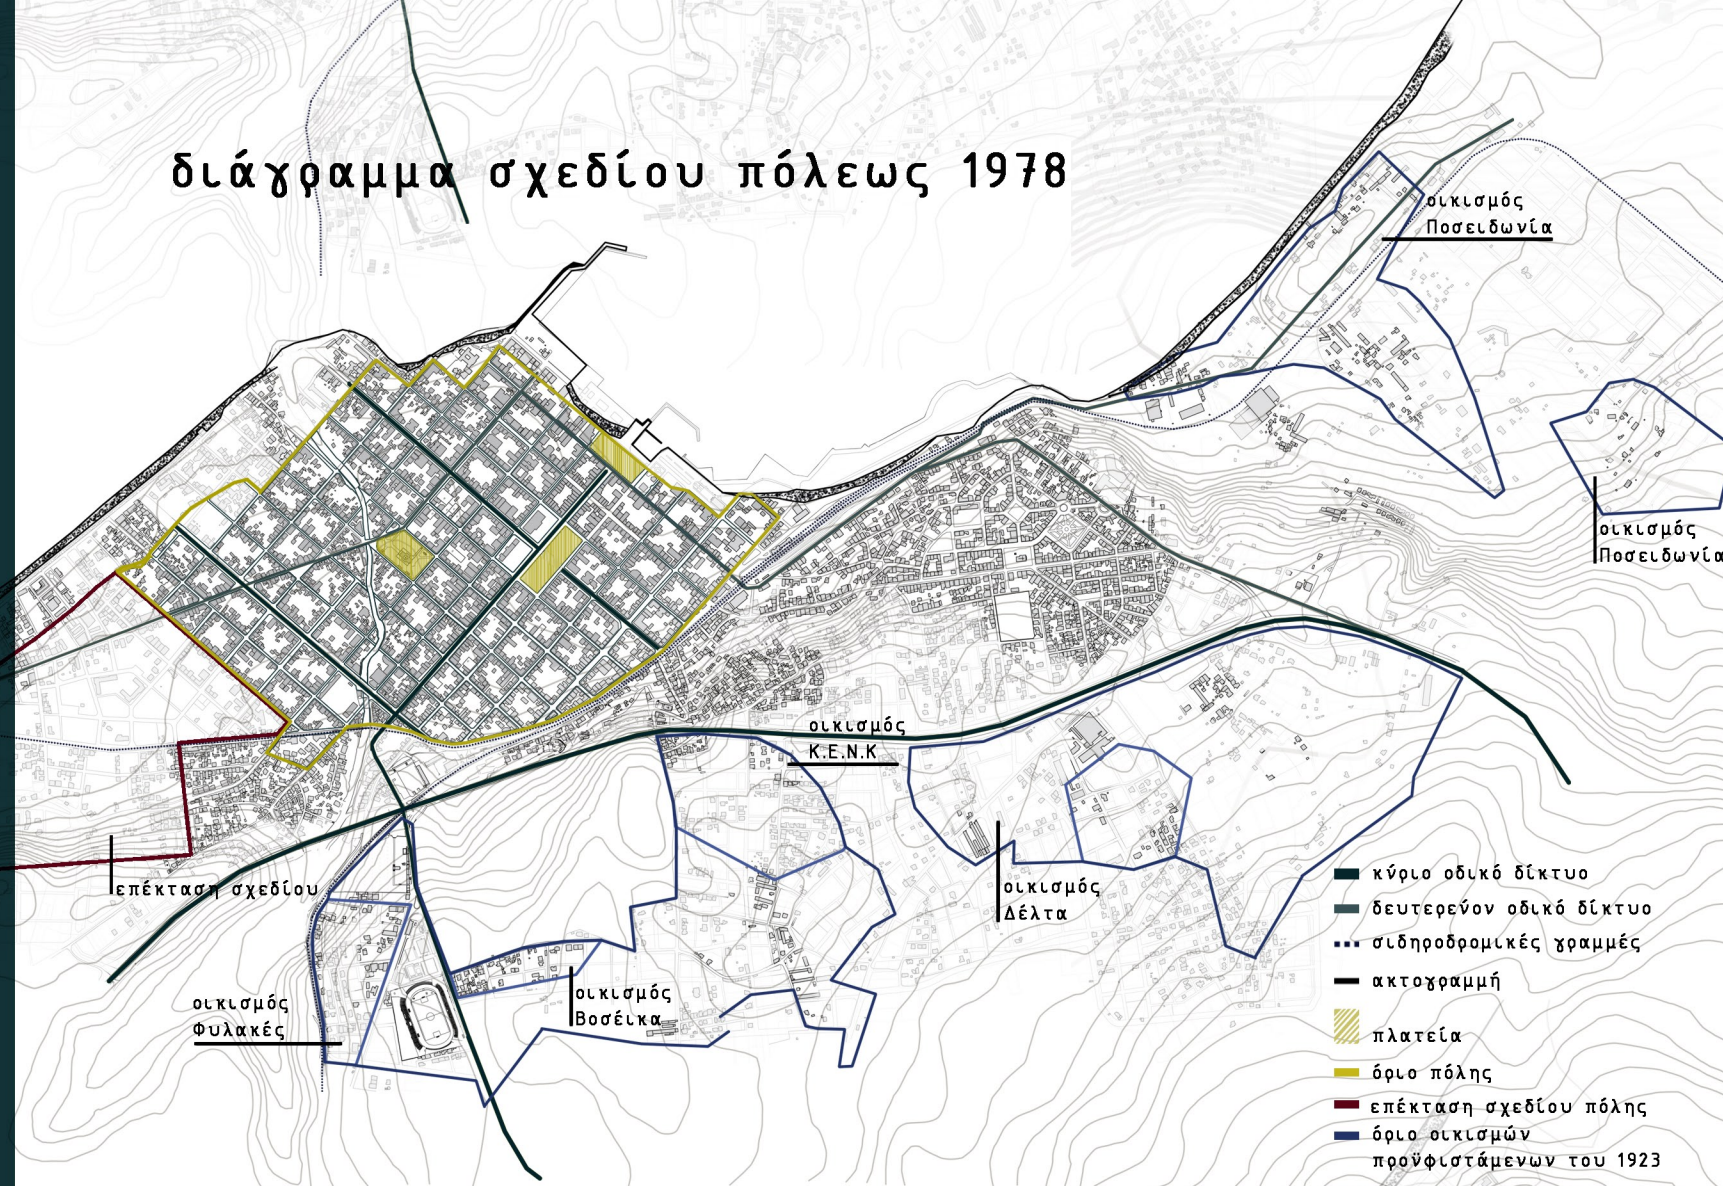 διάγραμμα σχεδίου πόλεως 1978
οικισμός
Ποσειδωνία
οικισμός
Ποσειδωνία
οικισμός
Κ.Ε.Ν.Κ
επέκταση σχεδίου
οικισμός
Δέλτα
οικισμός
Φυλακές
οικισμός
Βοσέικα
κύριο οδικό δίκτυο
δευτερεύον οδικό δίκτυο
σιδηροδρομικές γραμμές
ακτογραμμή
πλατεία
όριο πόλης
επέκταση σχεδίου πόλης
όριο οικισμών
προϋφιστάμενων του 1923